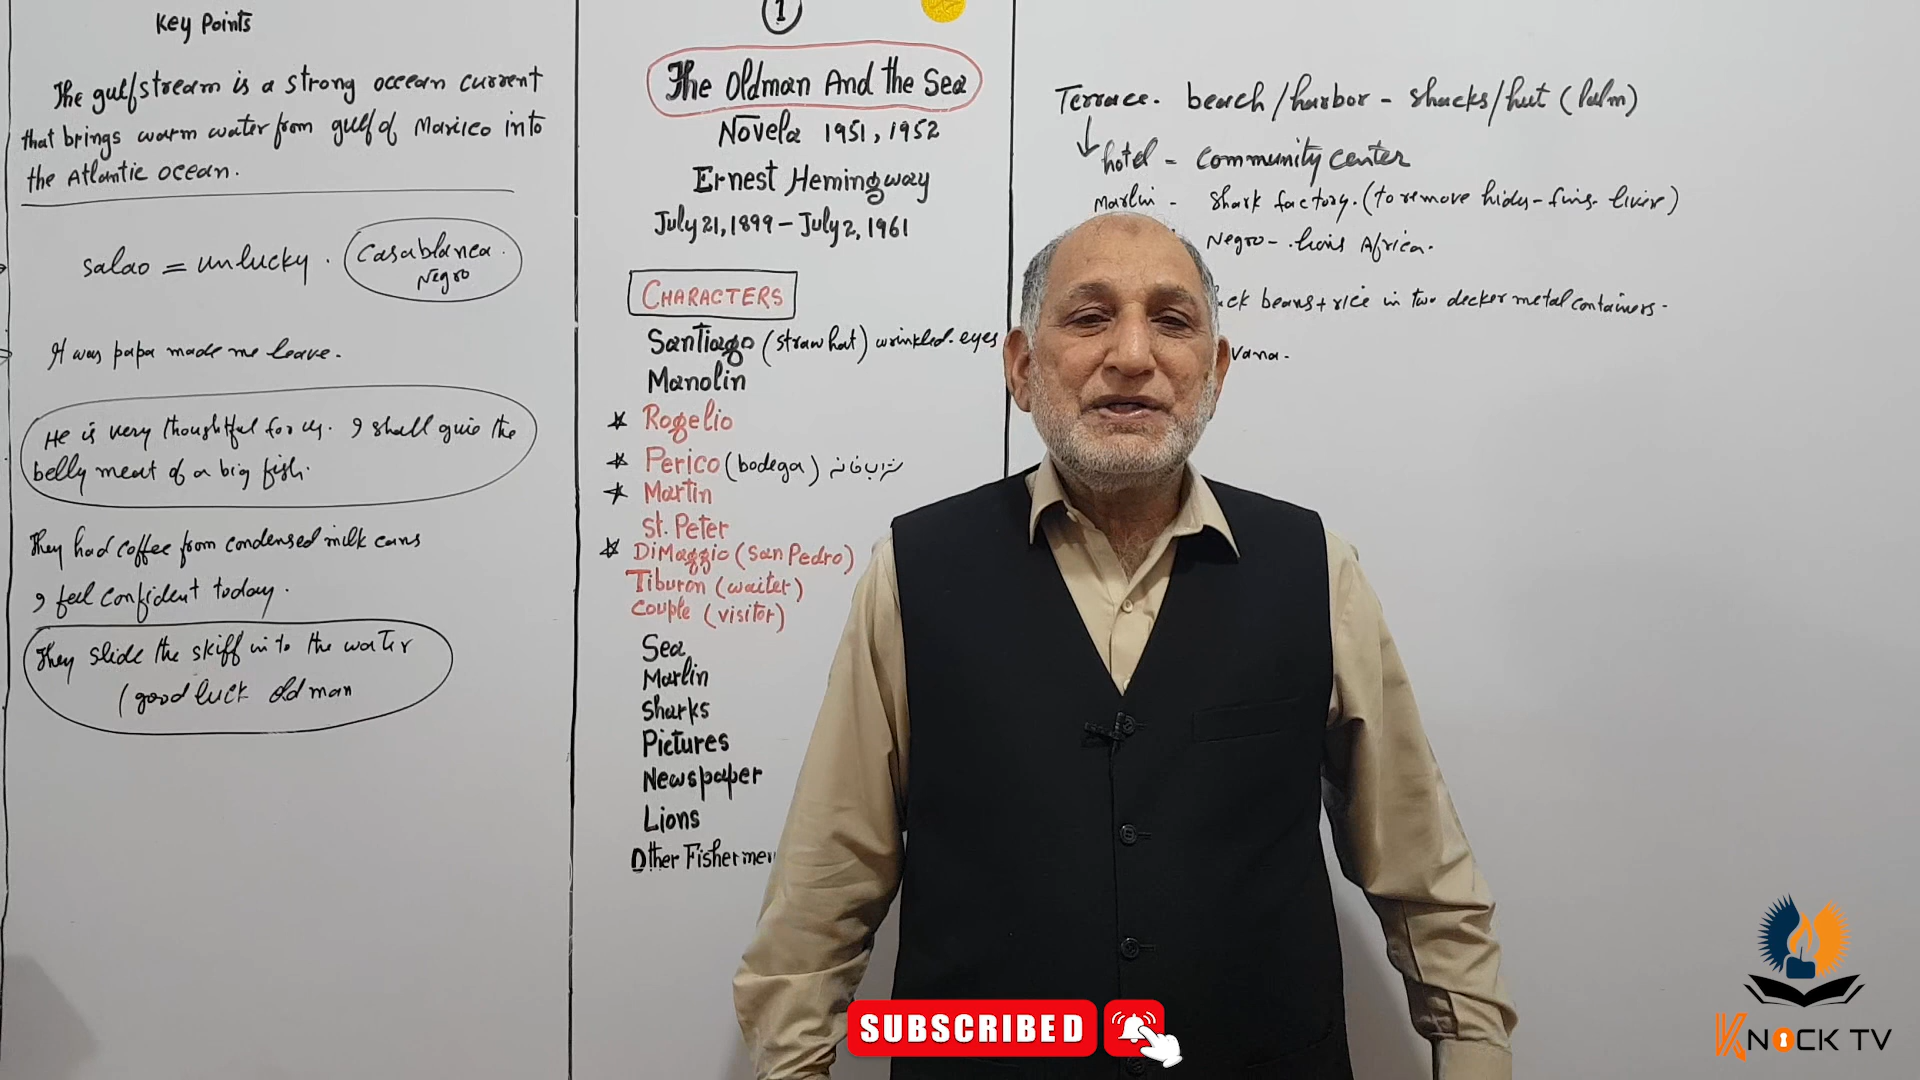 Key Points
The gulfstream is a strong occean current
that brings warm water from gulf of Maxico into
the Atlantic ocean.
salao = unlucky. Casablanca.
Negro
It was papa made me leave.
He is very thoughtful for us. I shall give the
belly meat of a big fish.
They had coffee from condensed milk cans
I feel confident today.
They slide the skiff in to the water
(good luck old man
1
The Oldman And the Sea
Novela 1951, 1952
Ernest Hemingway
July 21, 1899 - July 2, 1961
CHARACTERS
Santiago (straw hat) wrinkled - eyes
Manolin
Rogelio
Perico (bodega) شراب خانہ
Martin
St. Peter
DiMaggio (San Pedro)
Tiburon (waiter)
couple (visitor)
Sea
Marlin
Sharks
Pictures
Newspaper
Lions
Other Fishermen
Terrace. beach/harbor - shacks/hut (palm)
hotel - community center
Marlin - Shark factory. (to remove hides - fins - liver)
Negro - Africa.
beans + rice in two decker metal containers.
SUBSCRIBED
KNOCK TV